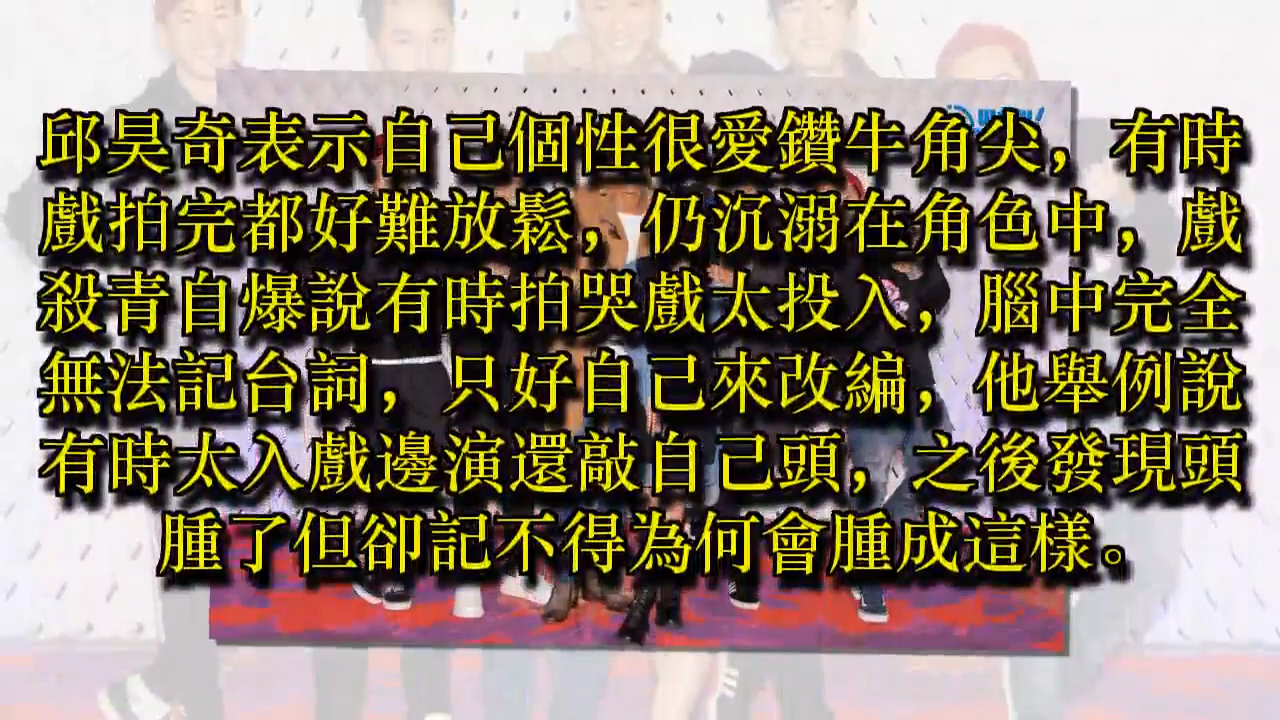 邱昊奇表示自己個性很愛鑽牛角尖，有時
戲拍完都好難放鬆，仍沉溺在角色中，戲
殺青自爆說有時拍哭戲太投入，腦中完全
無法記台詞，只好自己來改編，他舉例說
有時太入戲邊演還敲自己頭，之後發現頭
腫了但卻記不得為何會腫成這樣。